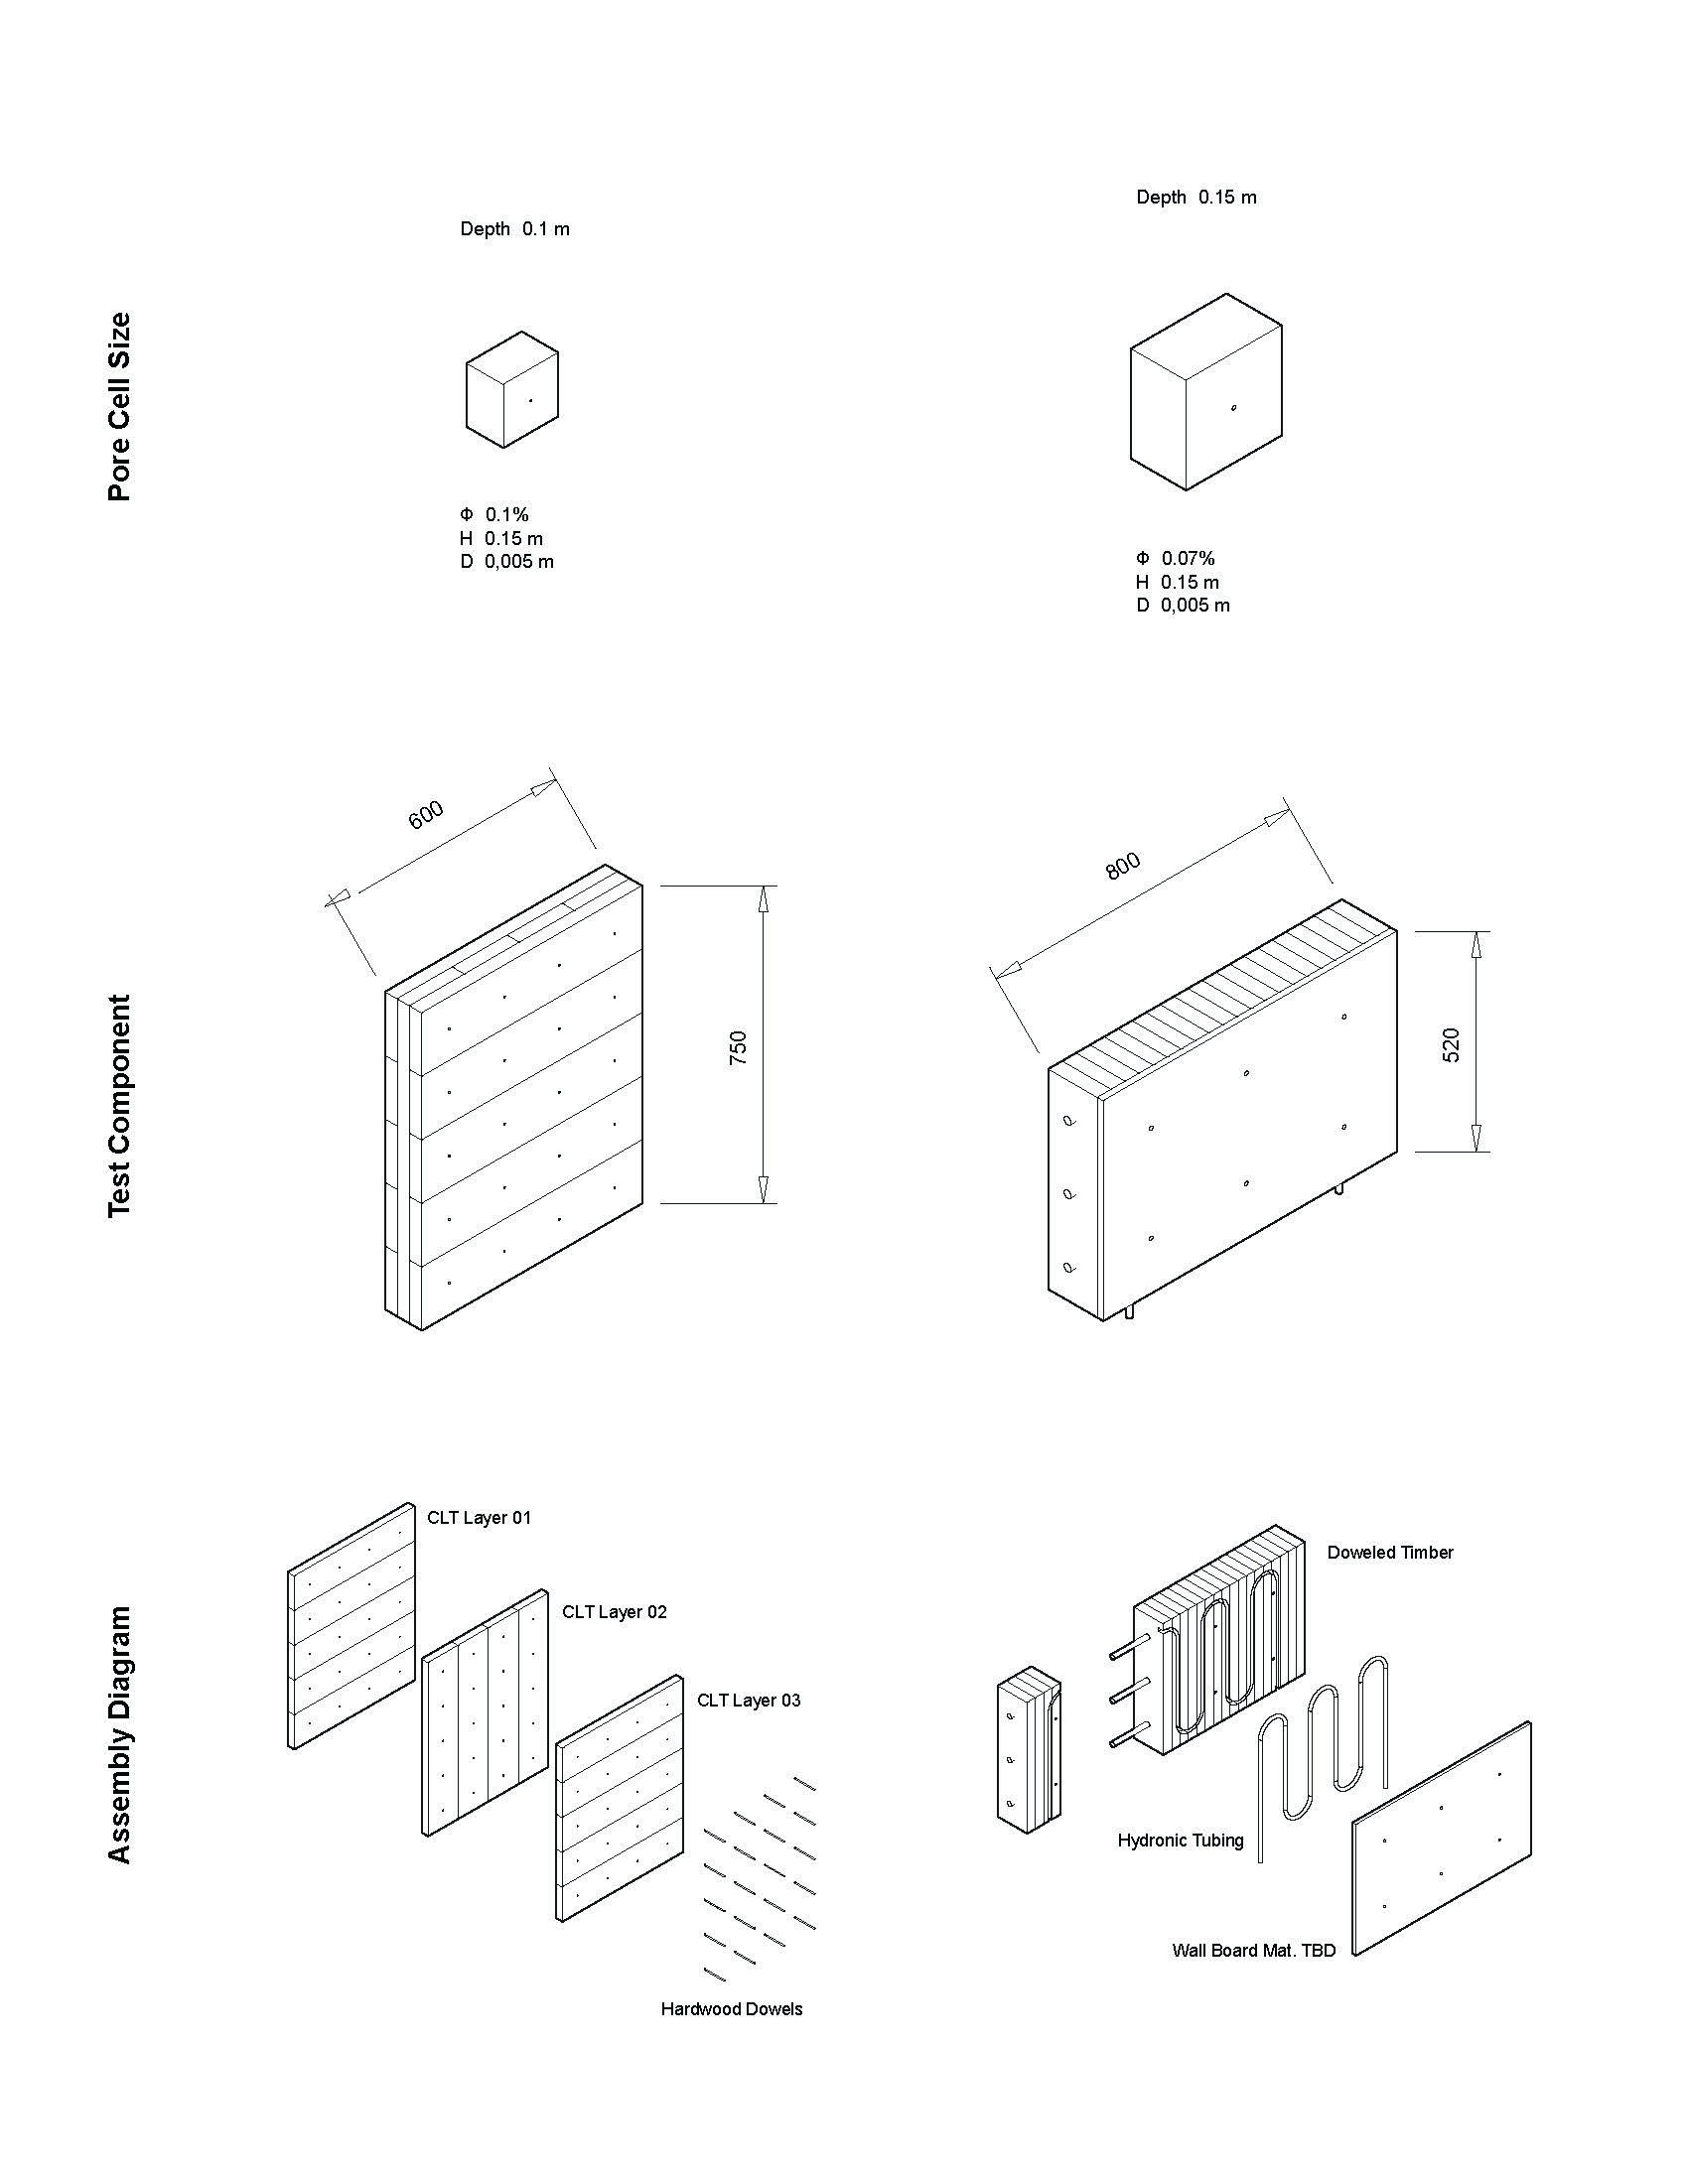 Pore Cell Size
Depth 0.1 m
Φ 0.1%
H 0.15 m
D 0,005 m
Depth 0.15 m
Φ 0.07%
H 0.15 m
D 0,005 m
Test Component
600
750
800
520
Assembly Diagram
CLT Layer 01
CLT Layer 02
CLT Layer 03
Hardwood Dowels
Doweled Timber
Hydronic Tubing
Wall Board Mat. TBD